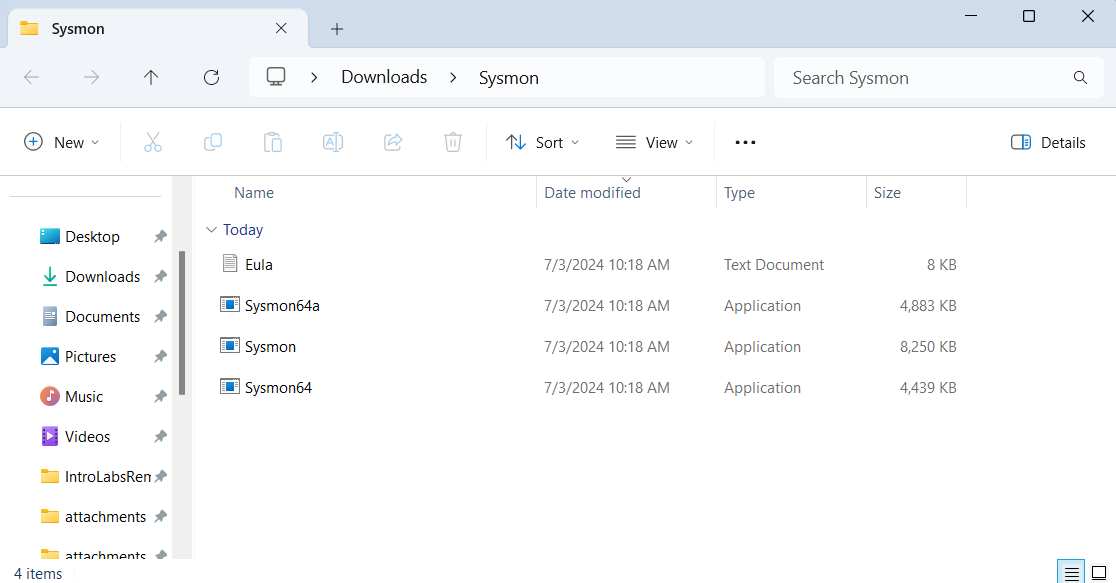 Sysmon
Downloads Sysmon Search Sysmon
New Sort View ••• Details
Name Date modified Type Size
Today
Eula 7/3/2024 10:18 AM Text Document 8 KB
Sysmon64a 7/3/2024 10:18 AM Application 4,883 KB
Sysmon 7/3/2024 10:18 AM Application 8,250 KB
Sysmon64 7/3/2024 10:18 AM Application 4,439 KB
Desktop
Downloads
Documents
Pictures
Music
Videos
IntroLabsRem
attachments
attachments
4 items